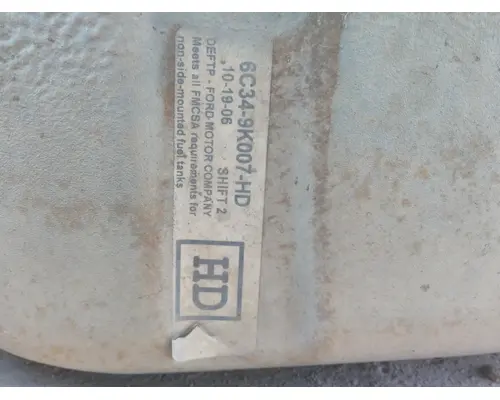 6C34-9K007-HD
10-19-06 SHIFT 2
DEFTP - FORD MOTOR COMPANY
Meets all FMCSA requirements for
non-side-mounted fuel tanks
HD